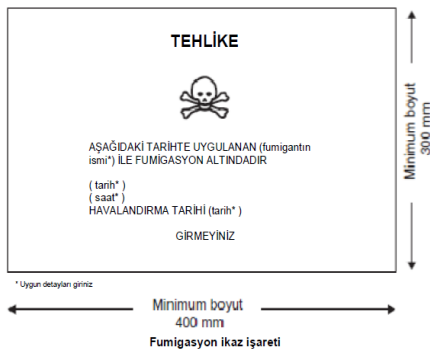 TEHLİKE
AŞAĞIDAKİ TARİHTE UYGULANAN (fumigantın
ismi*) İLE FUMİGASYON ALTINDADIR
( tarih* )
( saat* )
HAVALANDIRMA TARİHİ (tarih* )
GİRMEYİNİZ
Minimum boyut
300 mm
* Uygun detayları giriniz
Minimum boyut
400 mm
Fumigasyon ikaz işareti